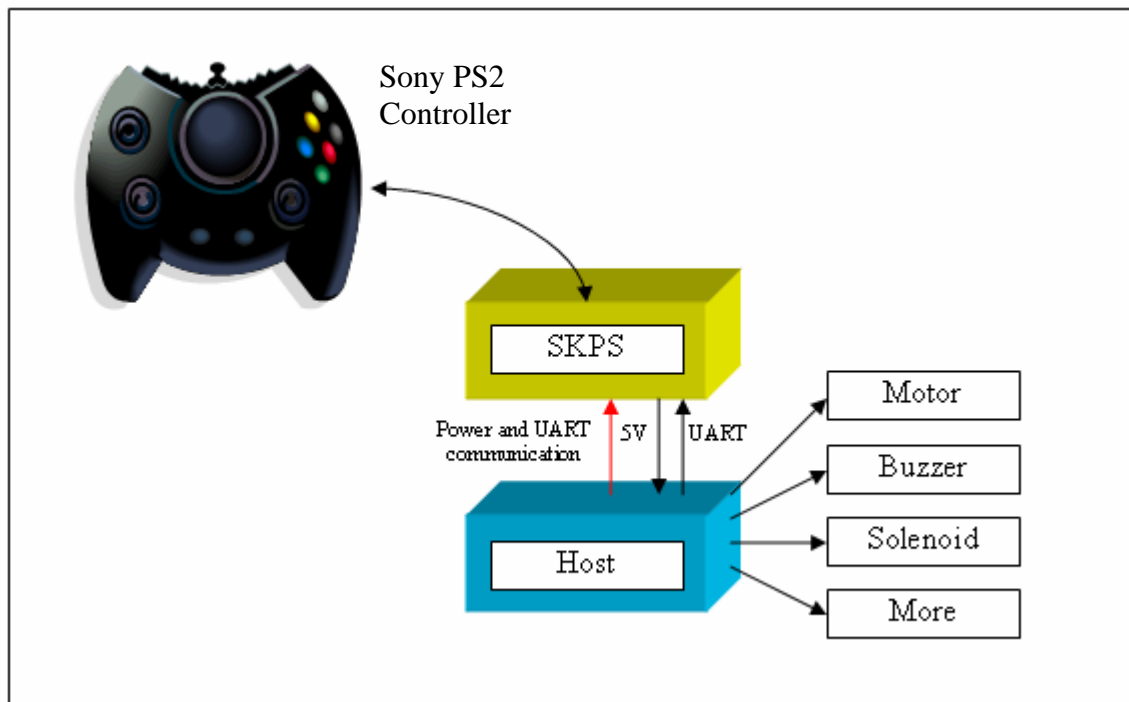 Sony PS2
Controller
SKPS
Power and UART
communication
5V
UART
Host
Motor
Buzzer
Solenoid
More